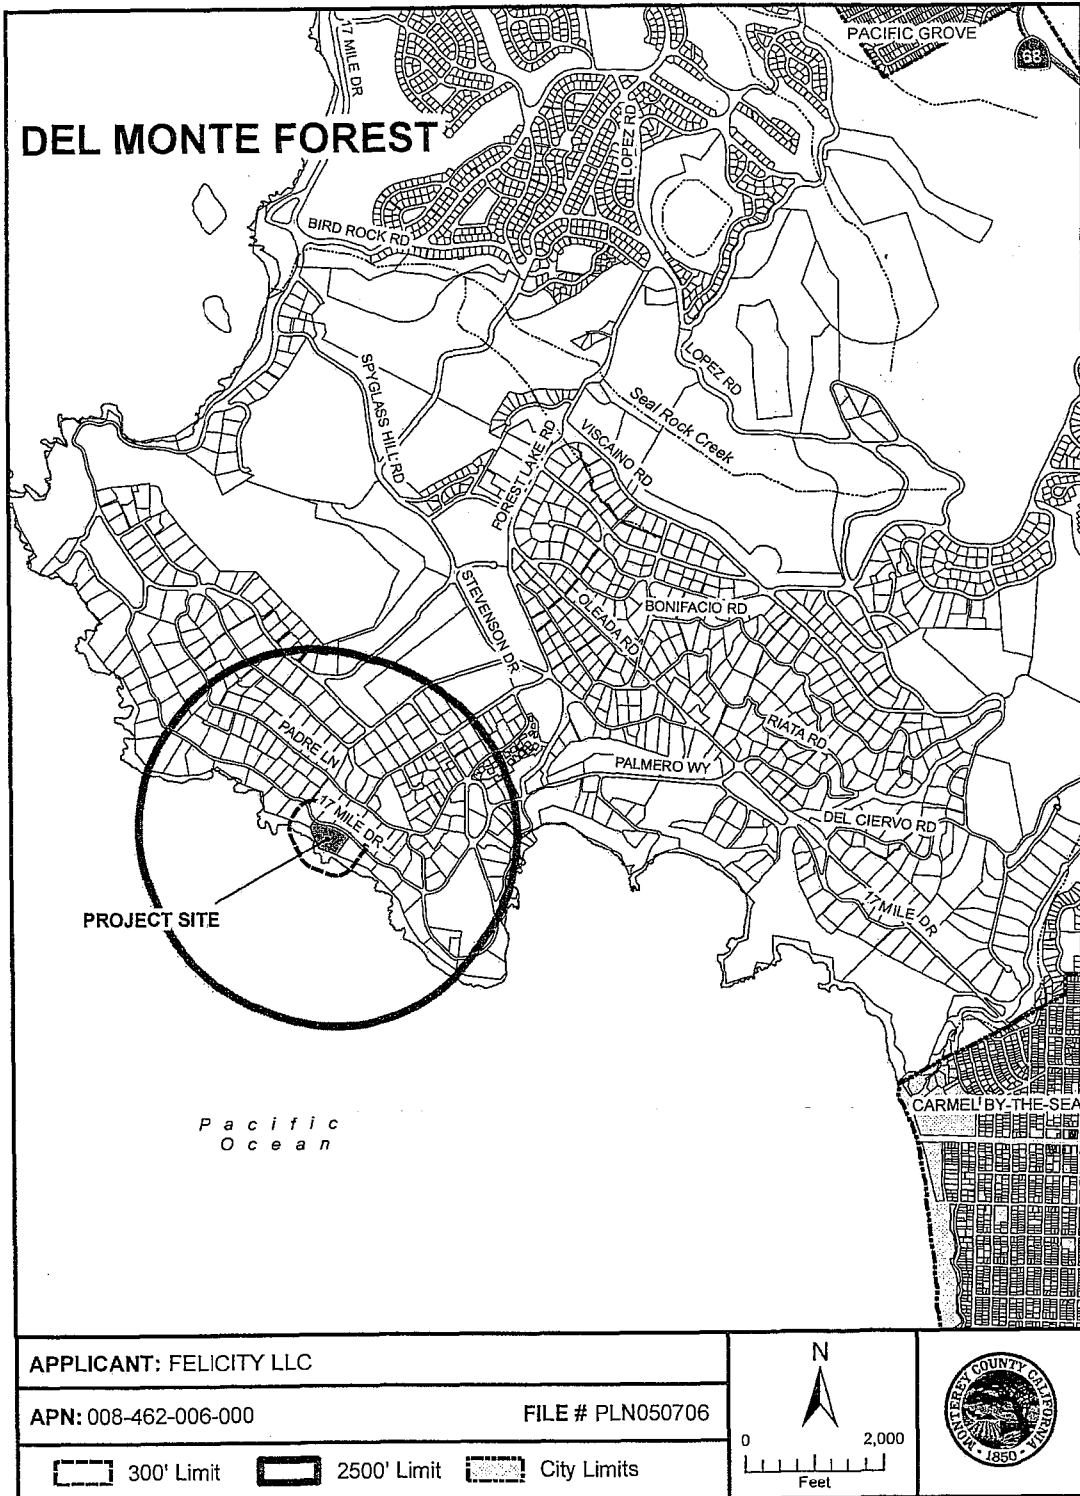 PACIFIC GROVE
68
17 MILE DR
DEL MONTE FOREST
LOPEZ RD
BIRD ROCK RD
SPYGLASS HILL RD
LOPEZ RD
Seal Rock Creek
FOREST LAKE RD
VISCAINO RD
STEVENSON DR
OLEADA RD
BONIFACIO RD
PADRE LN
RIATA RD
PALMERO WY
17 MILE DR
DEL CIERVO RD
17 MILE DR
PROJECT SITE
CARMEL BY-THE-SEA
Pacific
Ocean
APPLICANT: FELICITY LLC
APN: 008-462-006-000
FILE # PLN050706
300' Limit
2500' Limit
City Limits
N
0
2,000
Feet
MONTEREY COUNTY CALIFORNIA
1850